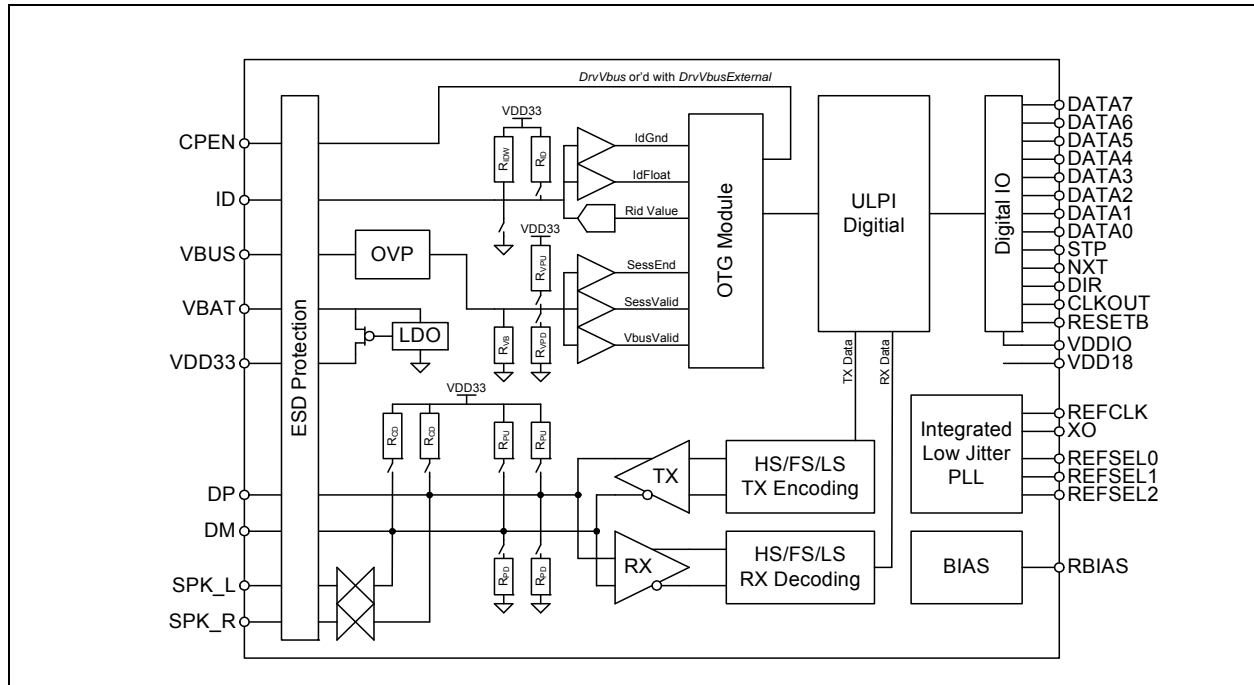 DrvVbus or'd with DrvVbusExternal
CPEN
ID
VBUS
VBAT
VDD33
DP
DM
SPK_L
SPK_R
ESD Protection
OVP
LDO
VDD33
RIDW
RID
VDD33
RVPU
RVB
RVPD
IdGnd
IdFloat
Rid Value
SessEnd
SessValid
VbusValid
OTG Module
ULPI
Digitial
TX Data
RX Data
Digital IO
DATA7
DATA6
DATA5
DATA4
DATA3
DATA2
DATA1
DATA0
STP
NXT
DIR
CLKOUT
RESETB
VDDIO
VDD18
VDD33
RCD
RCD
RPU
RPU
RPD
RPD
TX
HS/FS/LS
TX Encoding
RX
HS/FS/LS
RX Decoding
Integrated
Low Jitter
PLL
REFCLK
XO
REFSEL0
REFSEL1
REFSEL2
BIAS
RBIAS